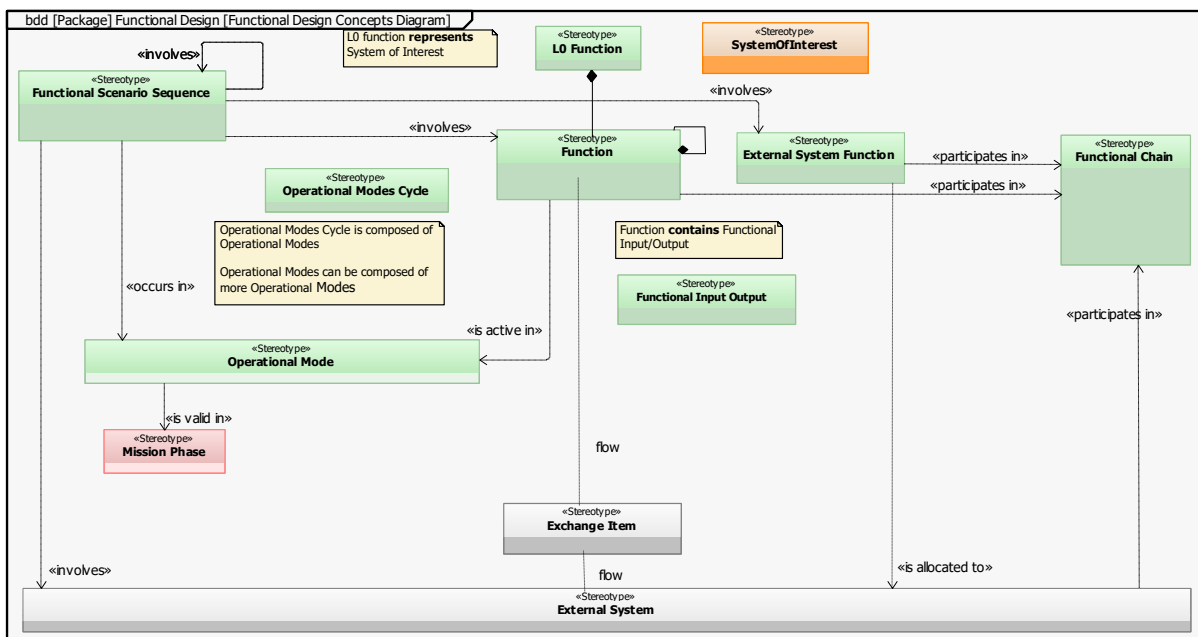 bdd [Package] Functional Design [Functional Design Concepts Diagram]
L0 function represents
System of Interest
«Stereotype»
L0 Function
«Stereotype»
SystemOfInterest
«involves»
«Stereotype»
Functional Scenario Sequence
«involves»
«involves»
«Stereotype»
Function
«Stereotype»
External System Function
«Stereotype»
Functional Chain
«participates in»
«participates in»
«Stereotype»
Operational Modes Cycle
Operational Modes Cycle is composed of
Operational Modes
Operational Modes can be composed of
more Operational Modes
Function contains Functional
Input/Output
«Stereotype»
Functional Input Output
«occurs in»
«participates in»
«is active in»
«Stereotype»
Operational Mode
«is valid in»
«Stereotype»
Mission Phase
flow
«Stereotype»
Exchange Item
«involves»
flow
«is allocated to»
«Stereotype»
External System